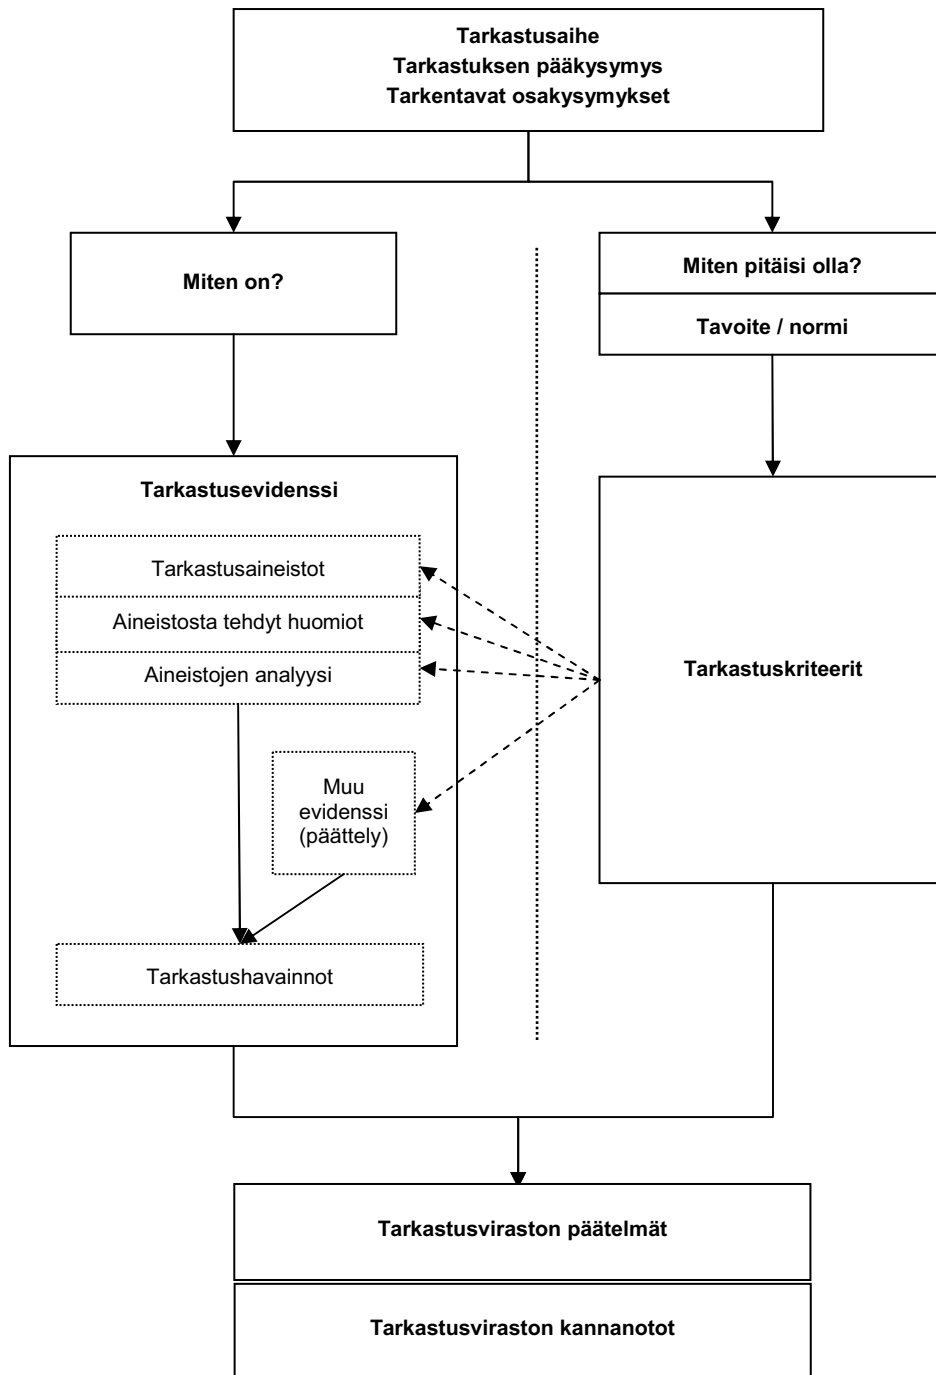 Tarkastusaihe
Tarkastuksen pääkysymys
Tarkentavat osakysymykset
Miten on?
Miten pitäisi olla?
Tavoite / normi
Tarkastusevidenssi
Tarkastusaineistot
Aineistosta tehdyt huomiot
Aineistojen analyysi
Muu
evidenssi
(päättely)
Tarkastushavainnot
Tarkastuskriteerit
Tarkastusviraston päätelmät
Tarkastusviraston kannanotot